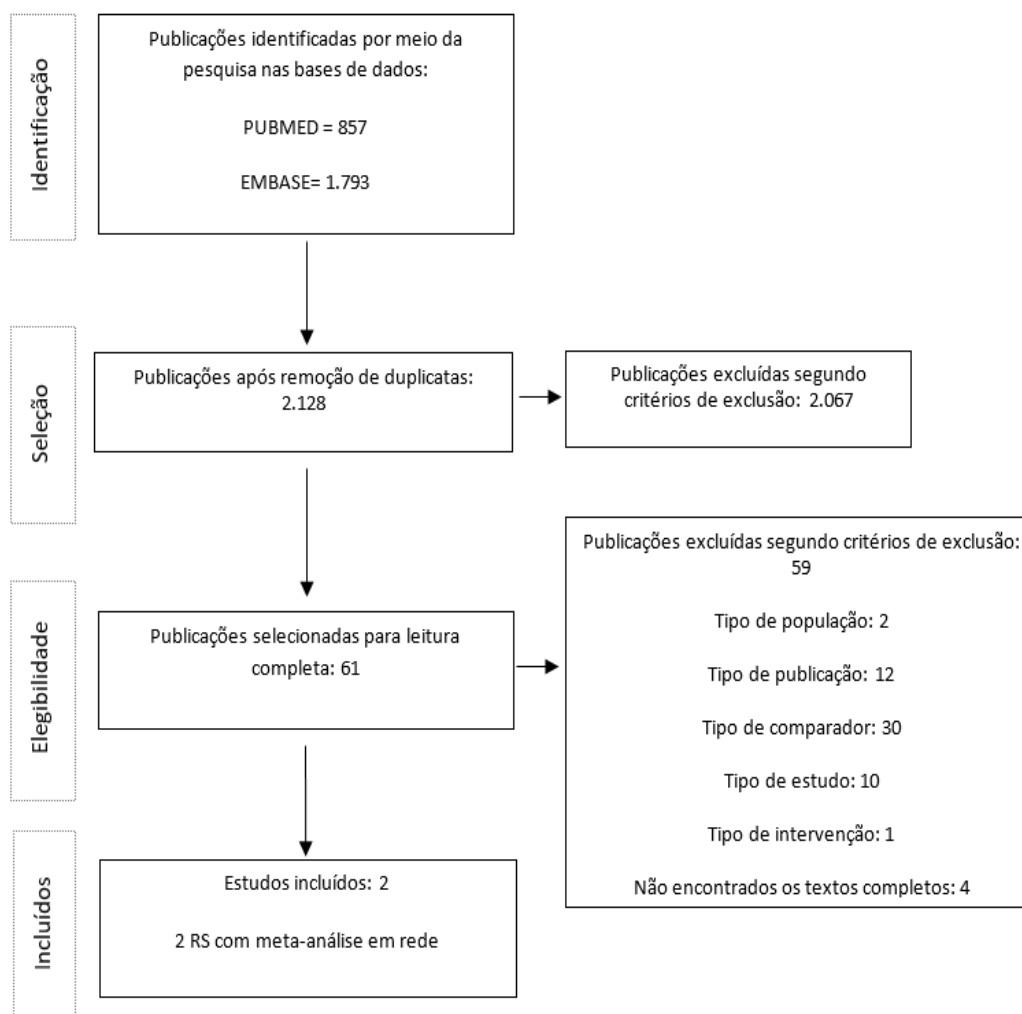 Identificação
Publicações identificadas por meio da
pesquisa nas bases de dados:
PUBMED = 857
EMBASE= 1.793
Seleção
Publicações após remoção de duplicatas:
2.128
Publicações excluídas segundo
critérios de exclusão: 2.067
Elegibilidade
Publicações selecionadas para leitura
completa: 61
Publicações excluídas segundo critérios de exclusão:
59
Tipo de população: 2
Tipo de publicação: 12
Tipo de comparador: 30
Tipo de estudo: 10
Tipo de intervenção: 1
Não encontrados os textos completos: 4
Incluídos
Estudos incluídos: 2
2 RS com meta-análise em rede